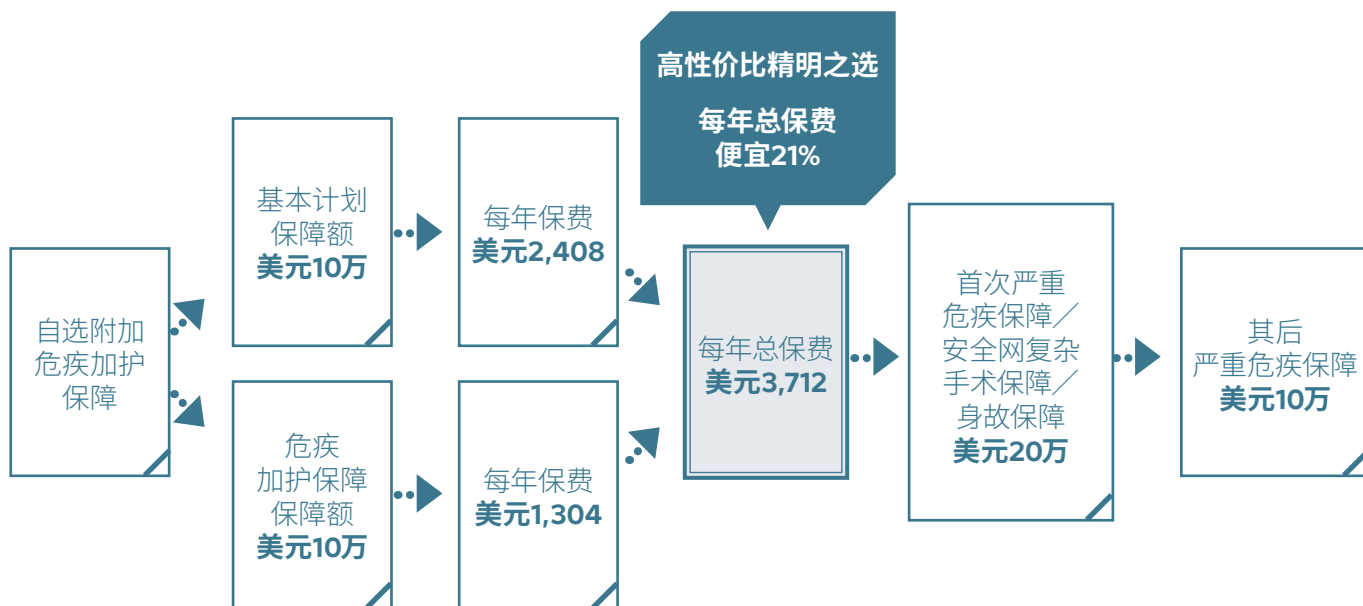 高性价比精明之选
每年总保费
便宜21%
自选附加
危疾加护
保障
基本计划
保障额
美元10万
每年保费
美元2,408
危疾
加护保障
保障额
美元10万
每年保费
美元1,304
每年总保费
美元3,712
首次严重
危疾保障／
安全网复杂
手术保障／
身故保障
美元20万
其后
严重危疾保障
美元10万